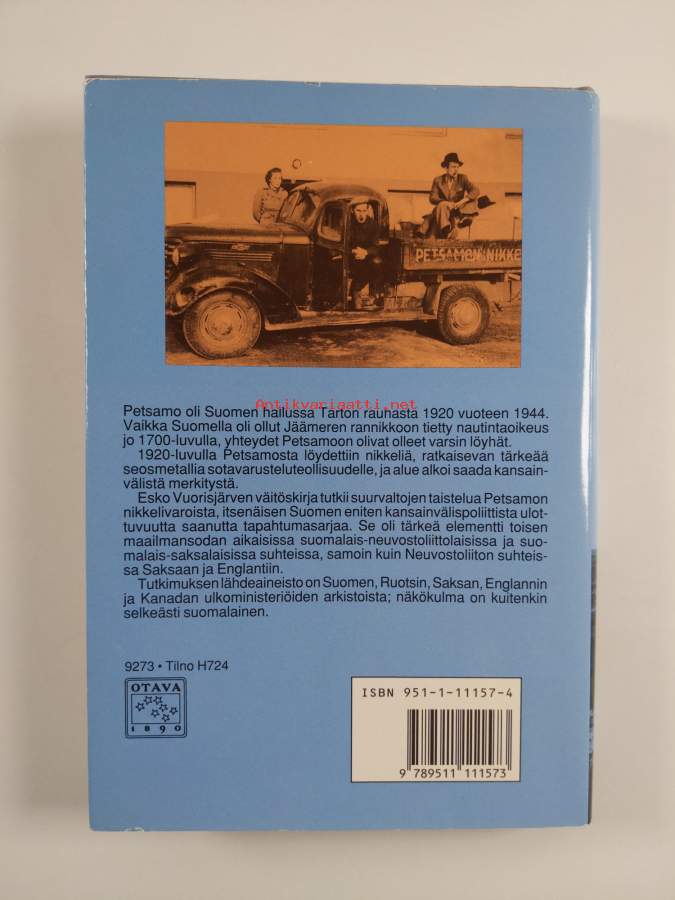 PETSAMON NIKKE
Antikvariaatti.net
Petsamo oli Suomen hallussa Tarton rauhasta 1920 vuoteen 1944.
Vaikka Suomella oli ollut Jäämeren rannikkoon tietty nautintaoikeus
jo 1700-luvulla, yhteydet Petsamoon olivat olleet varsin löyhät.
1920-luvulla Petsamosta löydettiin nikkeliä, ratkaisevan tärkeää
seosmetallia sotavarusteluteollisuudelle, ja alue alkoi saada kansain-
välistä merkitystä.
Esko Vuorisjärven väitöskirja tutkii suurvaltojen taistelua Petsamon
nikkelivaroista, itsenäisen Suomen eniten kansainvälispoliittista ulot-
tuvuutta saanutta tapahtumasarjaa. Se oli tärkeä elementti toisen
maailmansodan aikaisissa suomalais-neuvostoliittolaisissa ja suo-
malais-saksalaisissa suhteissa, samoin kuin Neuvostoliiton suhteis-
sa Saksaan ja Englantiin.
Tutkimuksen lähdeaineisto on Suomen, Ruotsin, Saksan, Englannin
ja Kanadan ulkoministeriöiden arkistoista; näkökulma on kuitenkin
selkeästi suomalainen.
9273 • Tilno H724
OTAVA
1890
ISBN 951-1-11157-4
9 789511 111573